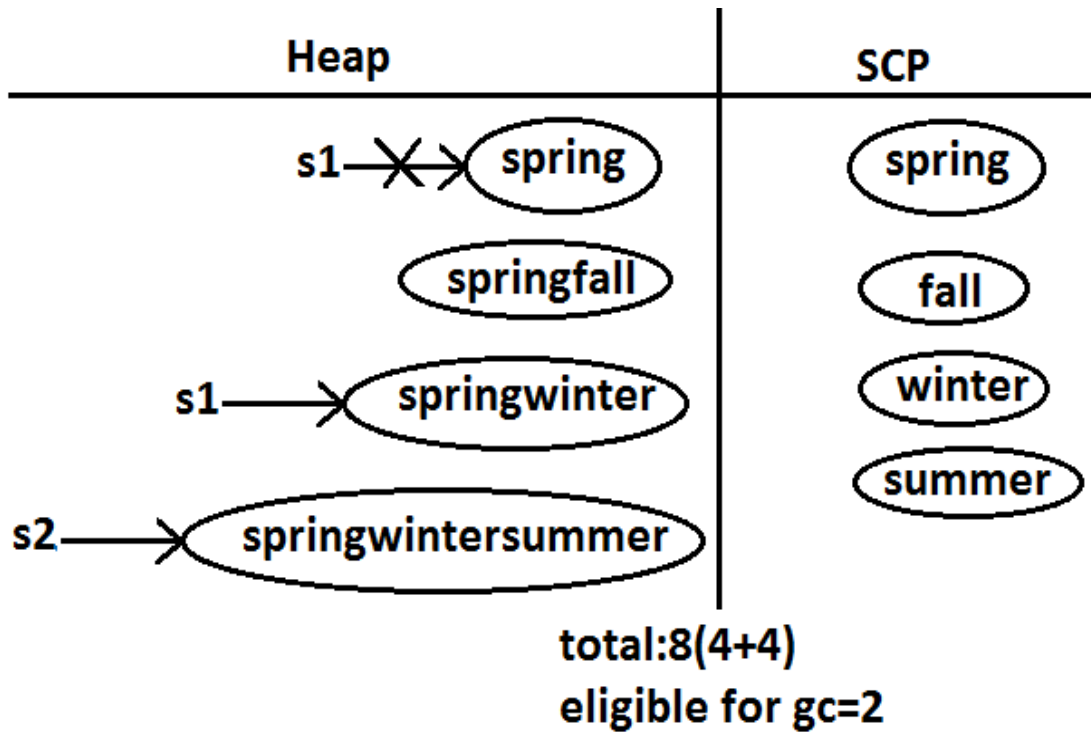 Heap SCP
s1 spring spring
springfall fall
s1 springwinter winter
summer
s2 springwintersummer
total:8(4+4)
eligible for gc=2